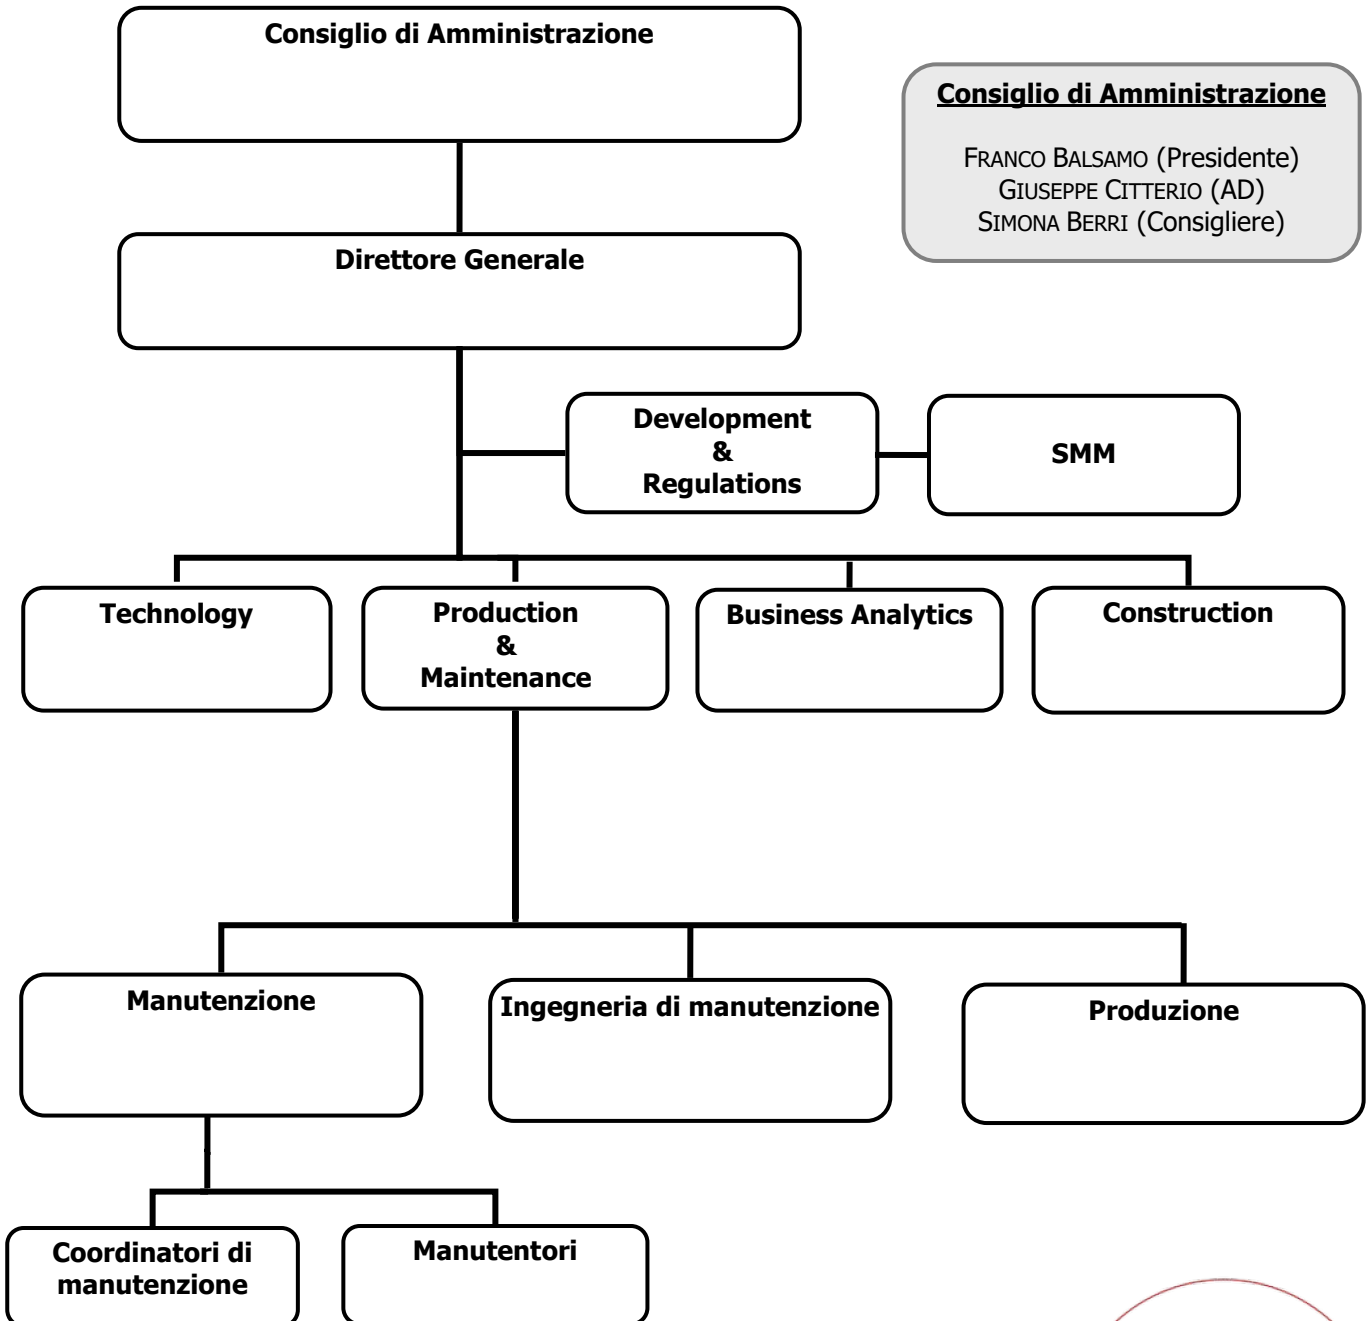 Consiglio di Amministrazione
Consiglio di Amministrazione
FRANCO BALSAMO (Presidente)
GIUSEPPE CITTERIO (AD)
SIMONA BERRI (Consigliere)
Direttore Generale
Development
&
Regulations
SMM
Technology
Production
&
Maintenance
Business Analytics
Construction
Manutenzione
Ingegneria di manutenzione
Produzione
Coordinatori di
manutenzione
Manutentori